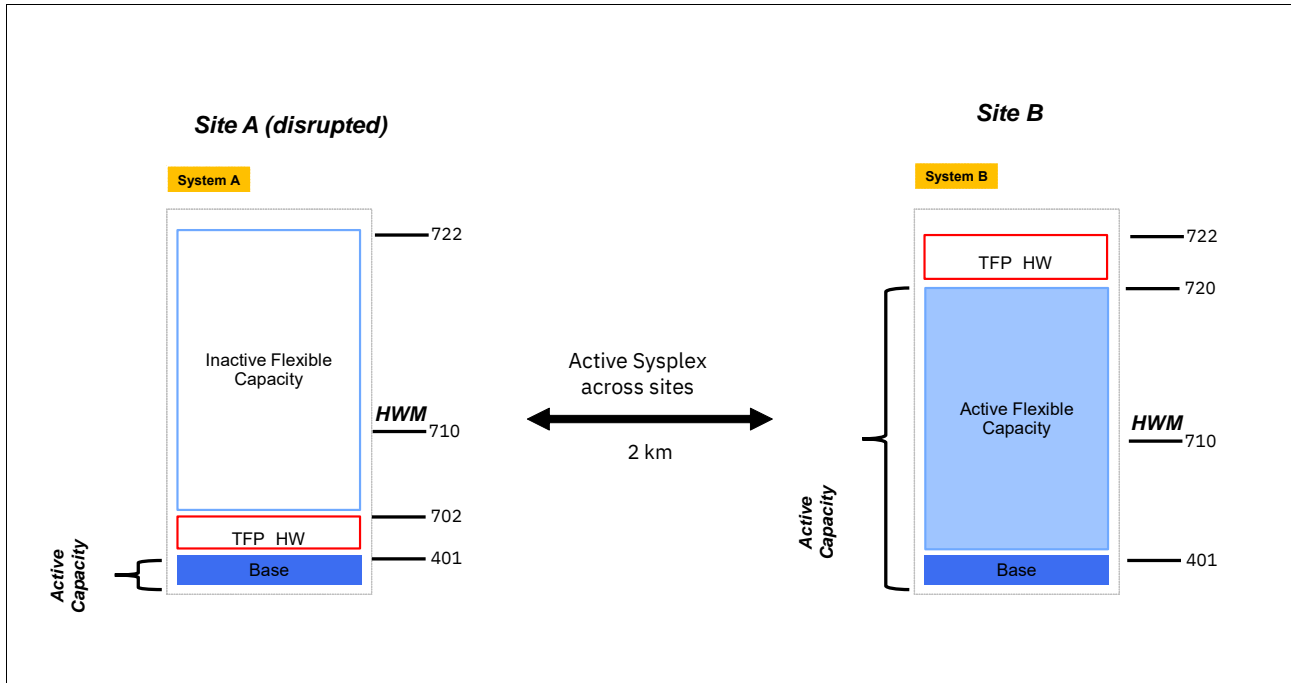 Site A (disrupted)
System A
722
Inactive Flexible
Capacity
HWM
710
702
TFP HW
401
Base
Active
Capacity
Active Sysplex
across sites
2 km
Site B
System B
722
TFP HW
720
Active Flexible
Capacity
HWM
710
Active
Capacity
401
Base